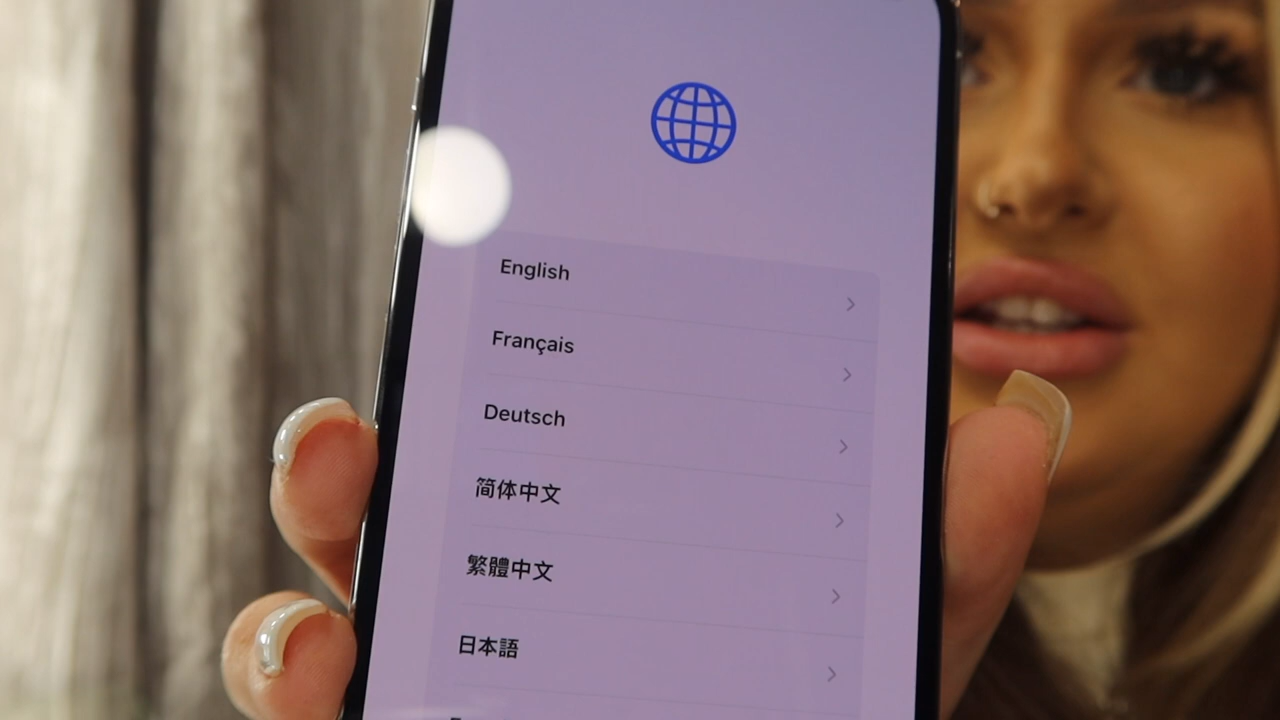 English
Français
Deutsch
简体中文
繁體中文
日本語